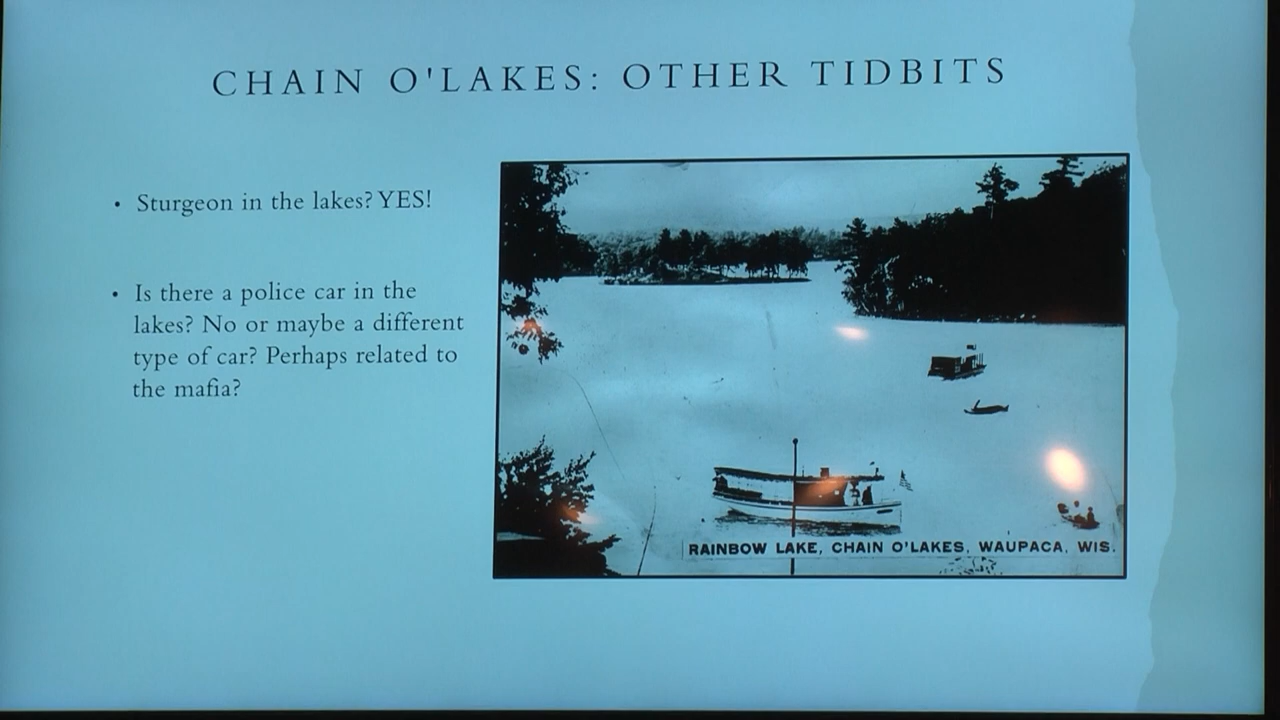 CHAIN O'LAKES: OTHER TIDBITS
• Sturgeon in the lakes? YES!
• Is there a police car in the
lakes? No or maybe a different
type of car? Perhaps related to
the mafia?
RAINBOW LAKE, CHAIN O'LAKES, WAUPACA, WIS.